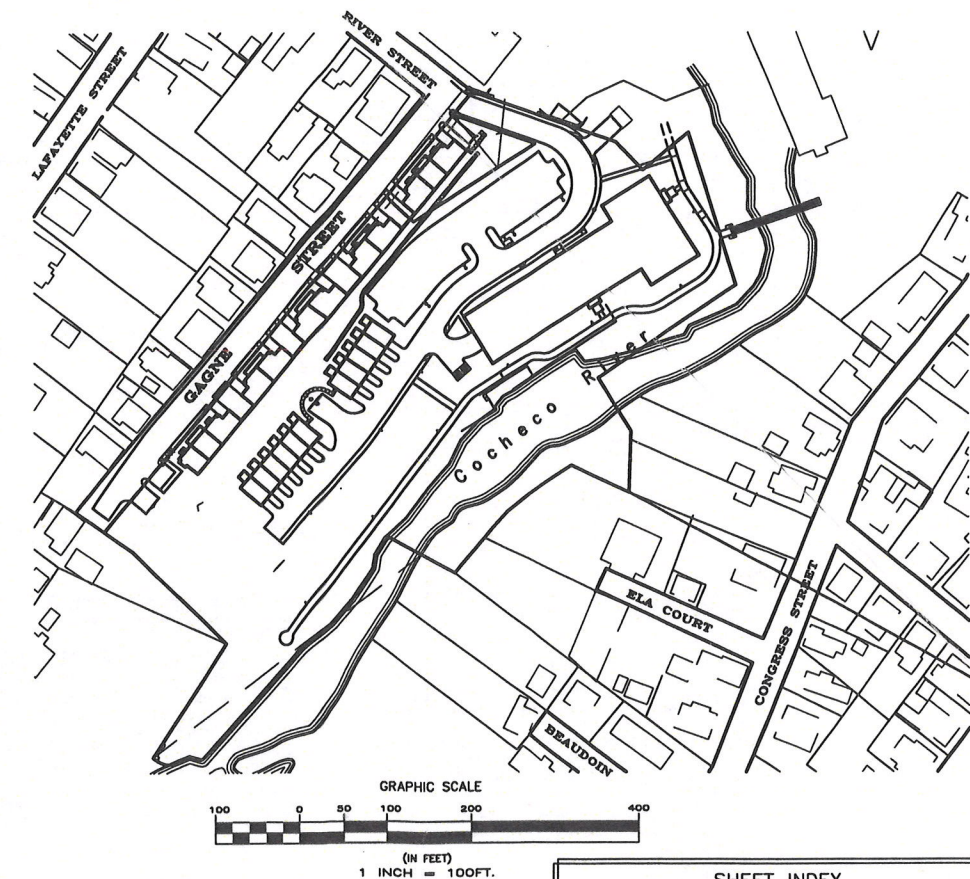 RIVER STREET
LAFAYETTE STREET
GAGNE STREET
Cocheco River
ELA COURT
CONGRESS STREET
BEAUDOIN
GRAPHIC SCALE
100 0 50 100 200 400
(IN FEET)
1 INCH = 100FT.
SHEET INDEX